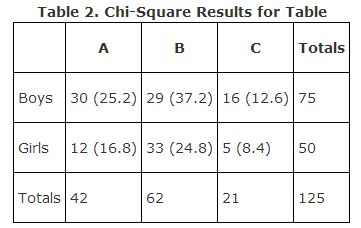 Table 2. Chi-Square Results for Table
A B C Totals
Boys 30 (25.2) 29 (37.2) 16 (12.6) 75
Girls 12 (16.8) 33 (24.8) 5 (8.4) 50
Totals 42 62 21 125